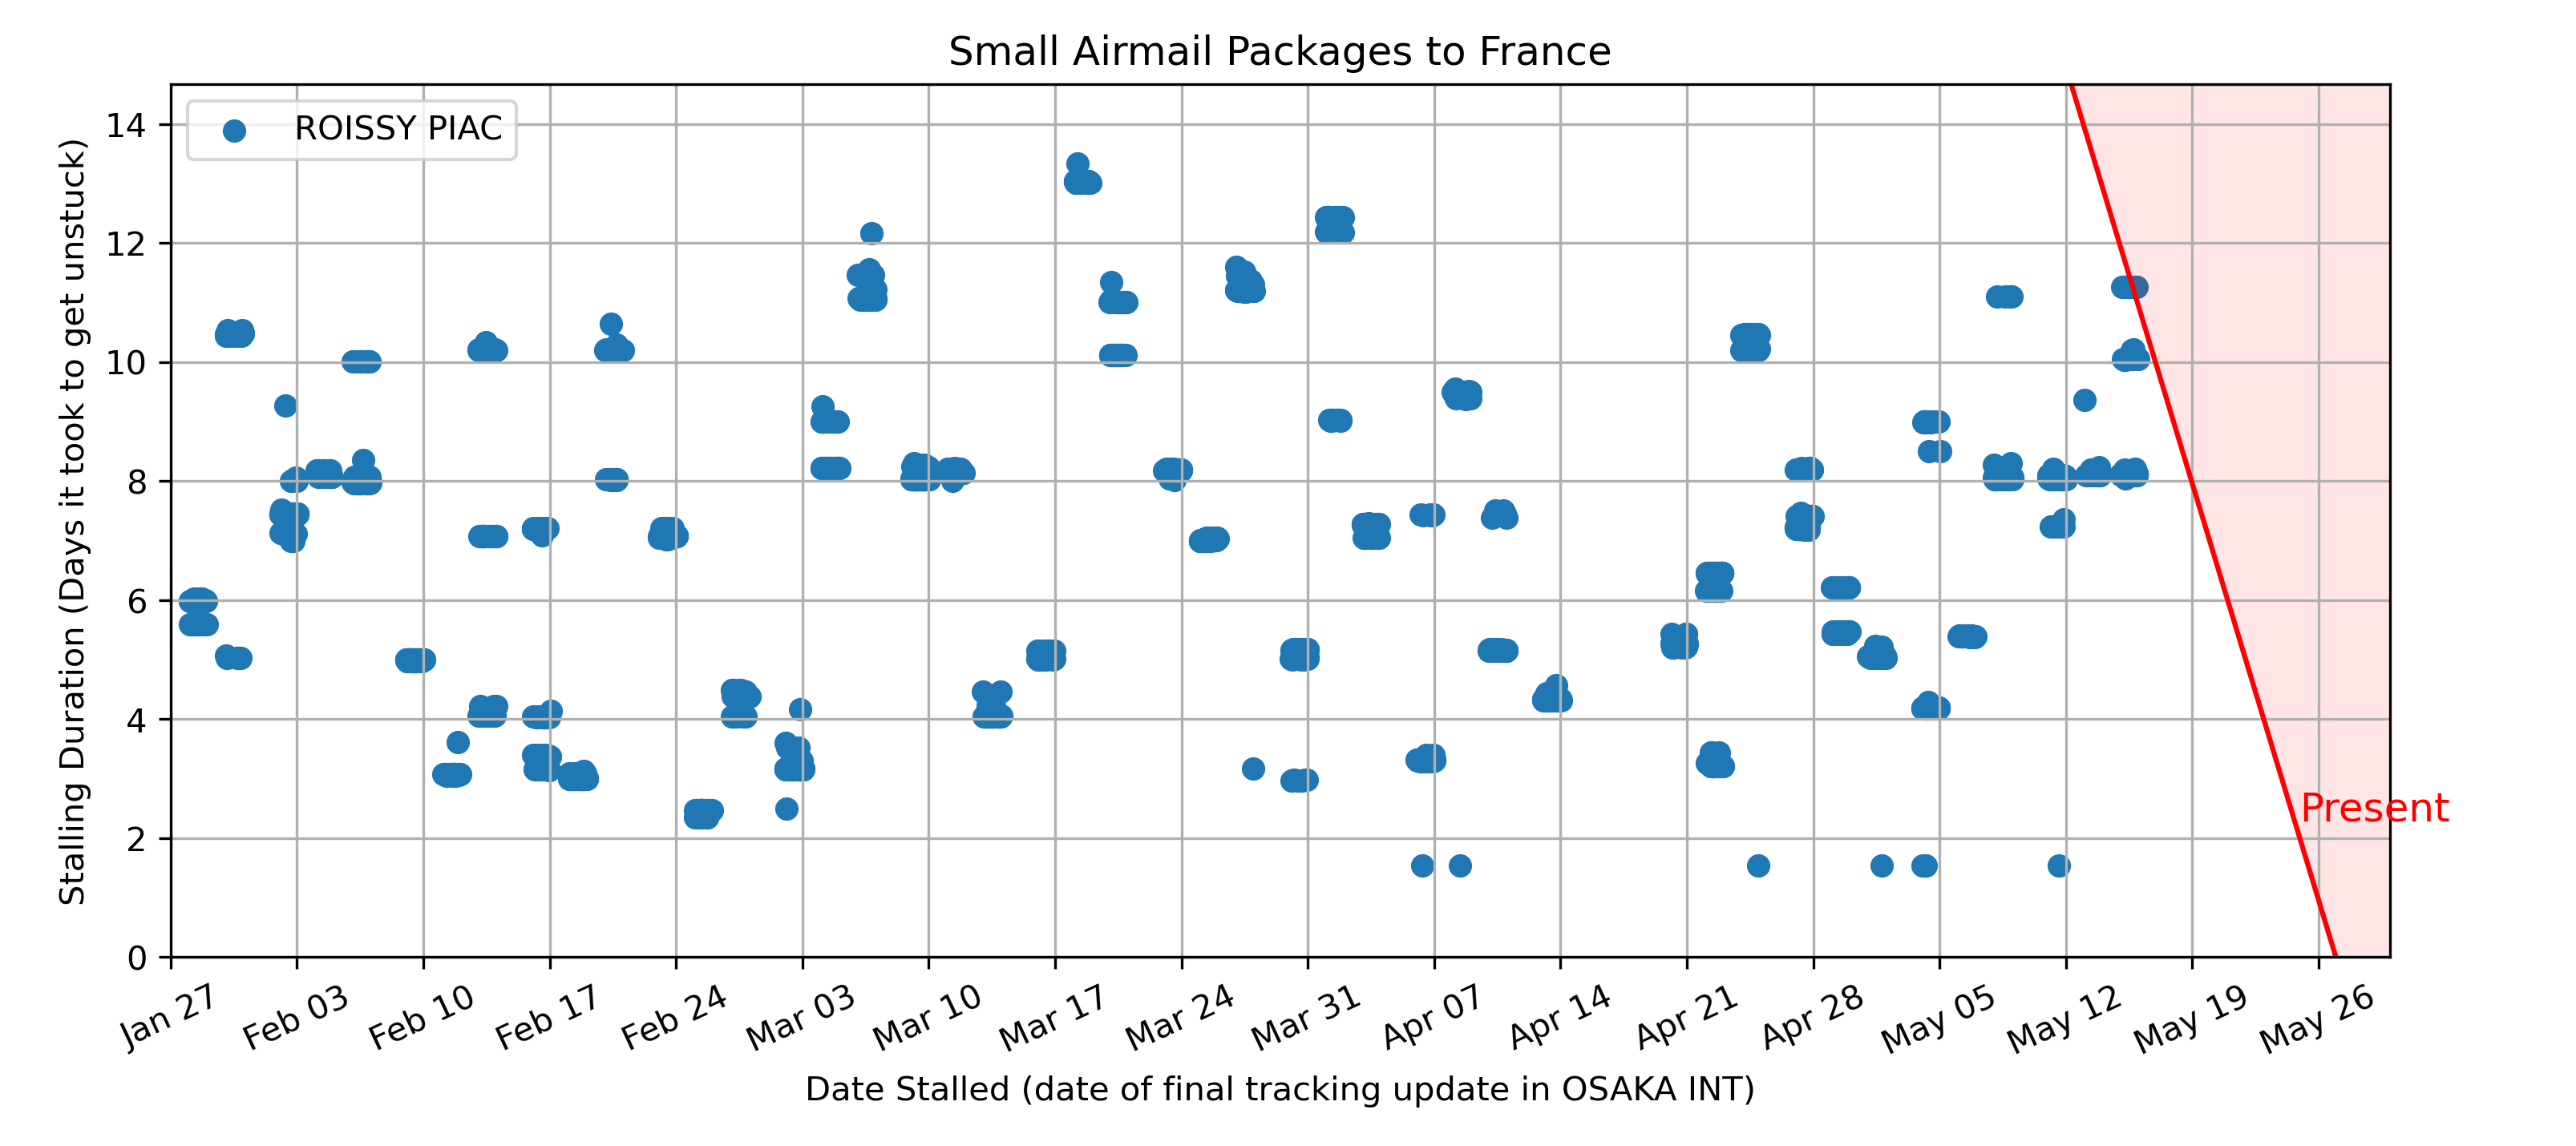 Small Airmail Packages to France
ROISSY PIAC
Stalling Duration (Days it took to get unstuck)
14
12
10
8
6
4
2
0
Present
Jan 27
Feb 03
Feb 10
Feb 17
Feb 24
Mar 03
Mar 10
Mar 17
Mar 24
Mar 31
Apr 07
Apr 14
Apr 21
Apr 28
May 05
May 12
May 19
May 26
Date Stalled (date of final tracking update in OSAKA INT)